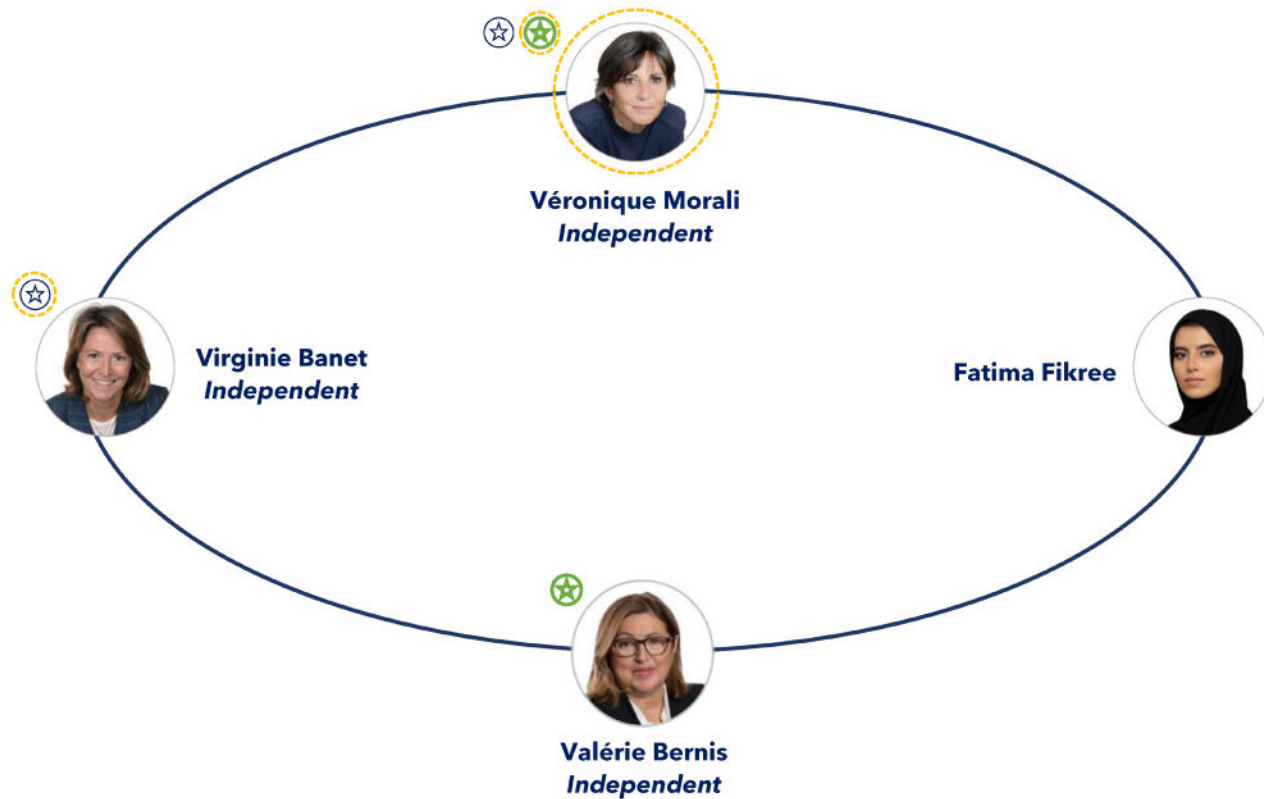 Véronique Morali
Independent
Virginie Banet
Independent
Fatima Fikree
Valérie Bernis
Independent